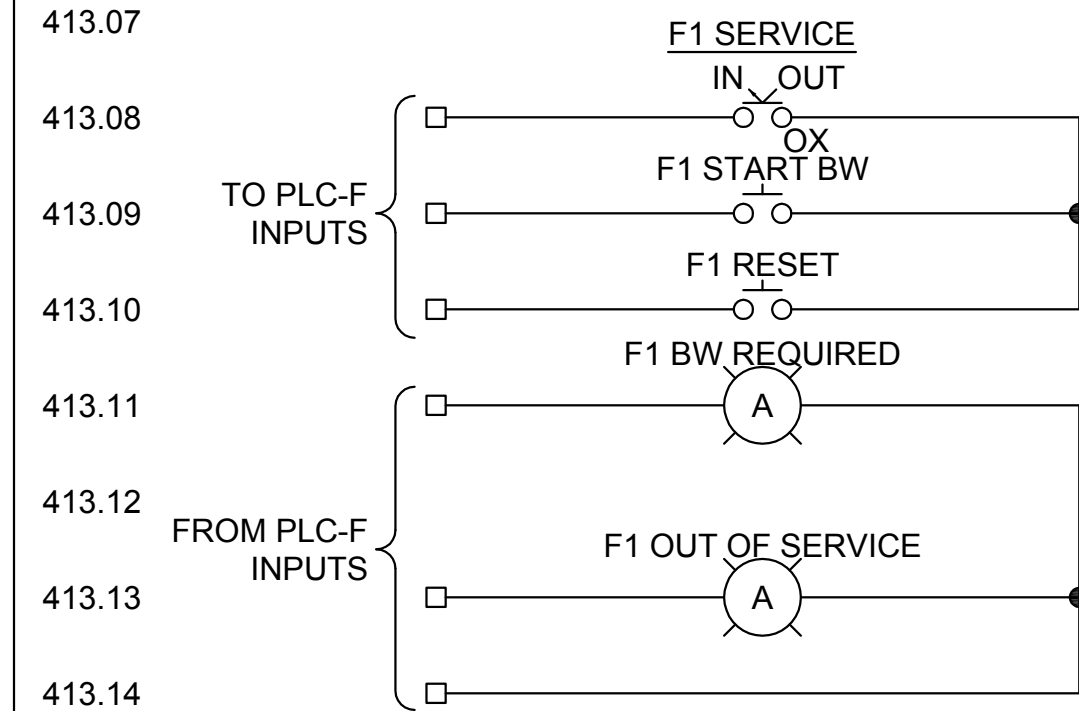 413.07
F1 SERVICE
IN OUT
413.08
OX
F1 START BW
TO PLC-F
INPUTS
413.09
F1 RESET
413.10
F1 BW REQUIRED
413.11
A
413.12
FROM PLC-F
INPUTS
F1 OUT OF SERVICE
413.13
A
413.14